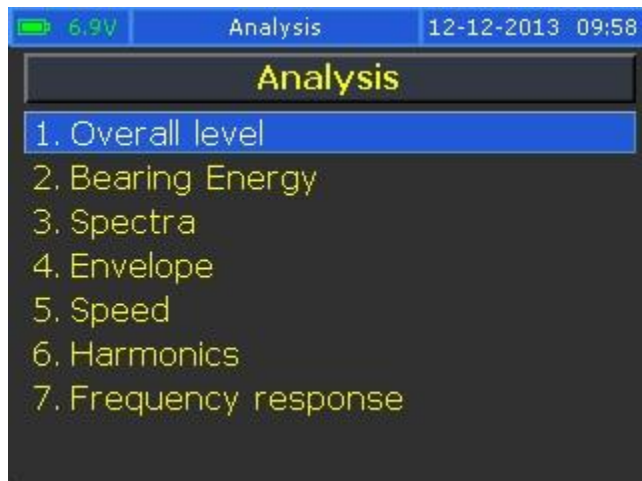 6.9V Analysis 12-12-2013 09:58
Analysis
1. Overall level
2. Bearing Energy
3. Spectra
4. Envelope
5. Speed
6. Harmonics
7. Frequency response